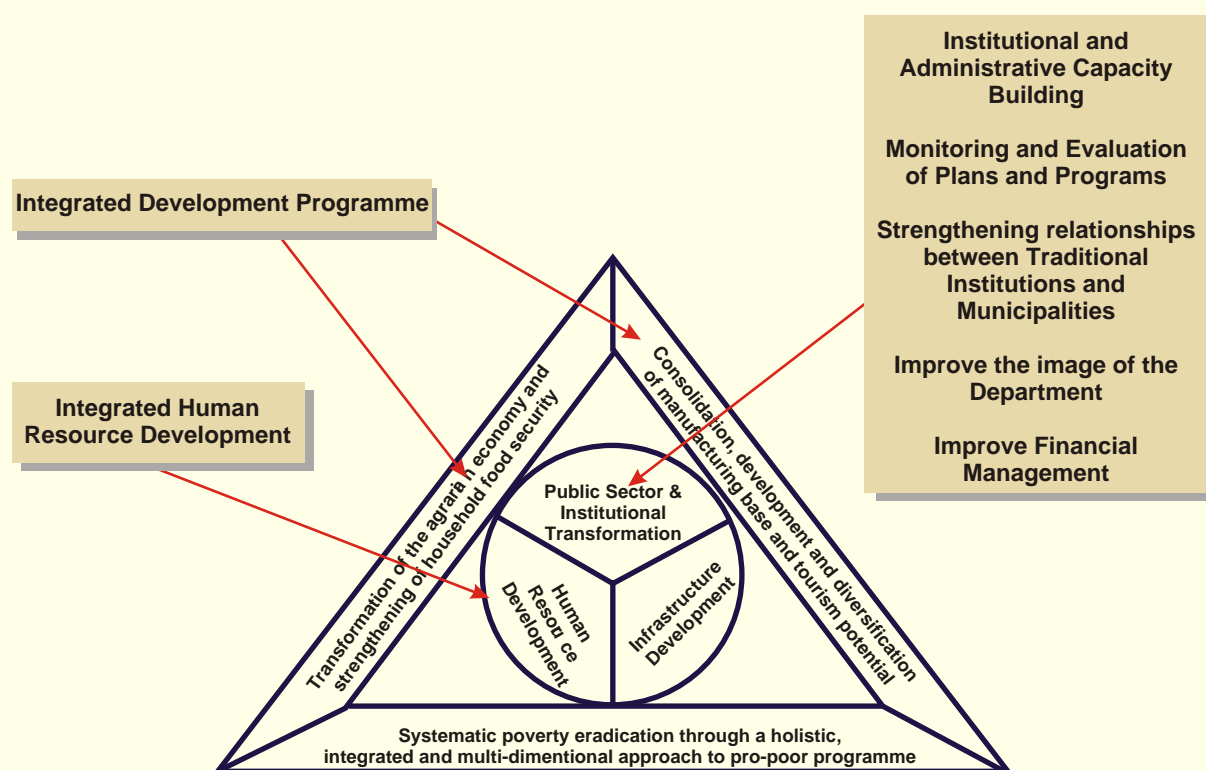 Institutional and
Administrative Capacity
Building
Monitoring and Evaluation
of Plans and Programs
Strengthening relationships
between Traditional
Institutions and
Municipalities
Improve the image of the
Department
Improve Financial
Management
Integrated Development Programme
Integrated Human
Resource Development
Transformation of the agrarian economy and
strengthening of household food security
Consolidation, development and diversification
of manufacturing base and tourism potential
Public Sector &
Institutional
Transformation
Human
Resource
Development
Infrastructure
Development
Systematic poverty eradication through a holistic,
integrated and multi-dimentional approach to pro-poor programme